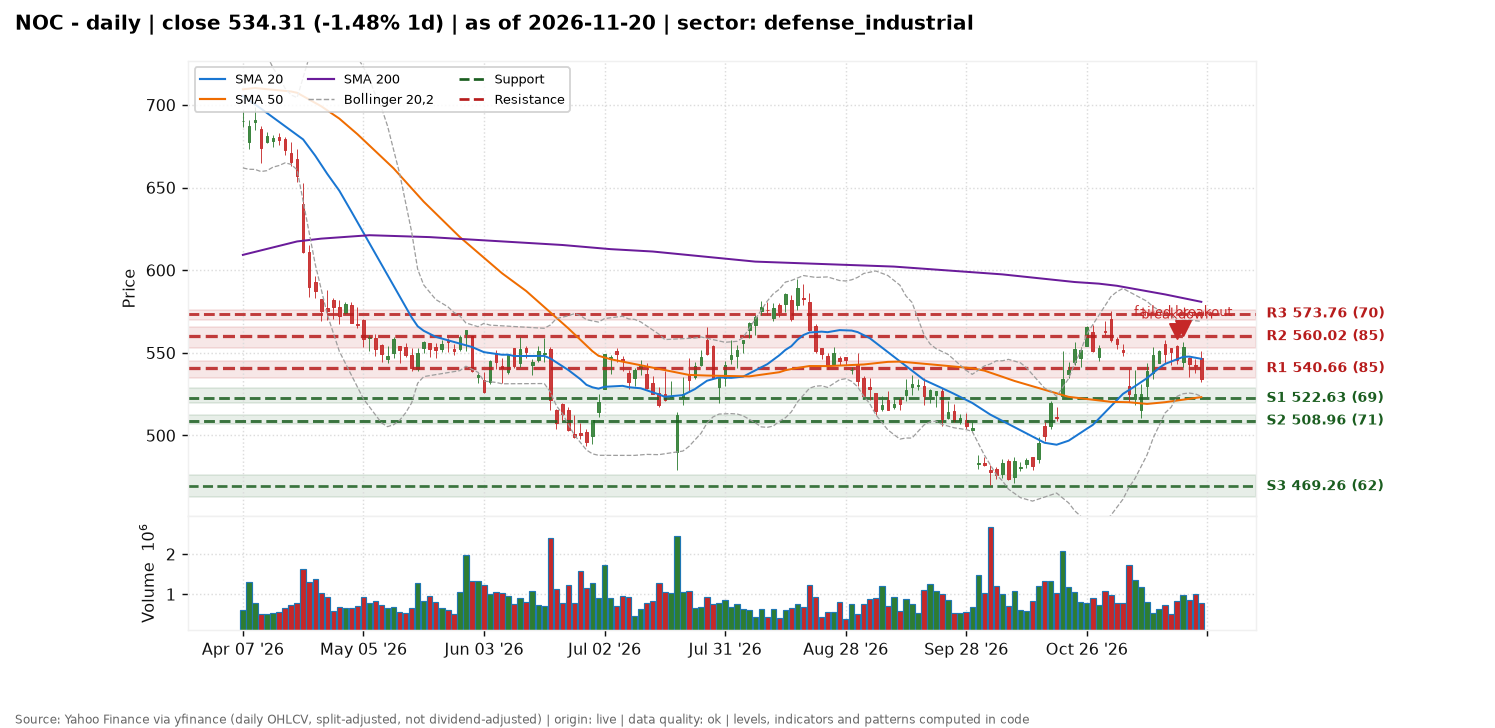 NOC - daily | close 534.31 (-1.48% 1d) | as of 2026-11-20 | sector: defense_industrial
SMA 20
SMA 50
SMA 200
Bollinger 20,2
Support
Resistance
Price
700
650
600
550
500
failed breakout
breakdown
R3 573.76 (70)
R2 560.02 (85)
R1 540.66 (85)
S1 522.63 (69)
S2 508.96 (71)
S3 469.26 (62)
Volume 10⁶
2
1
Apr 07 '26
May 05 '26
Jun 03 '26
Jul 02 '26
Jul 31 '26
Aug 28 '26
Sep 28 '26
Oct 26 '26
Source: Yahoo Finance via yfinance (daily OHLCV, split-adjusted, not dividend-adjusted) | origin: live | data quality: ok | levels, indicators and patterns computed in code